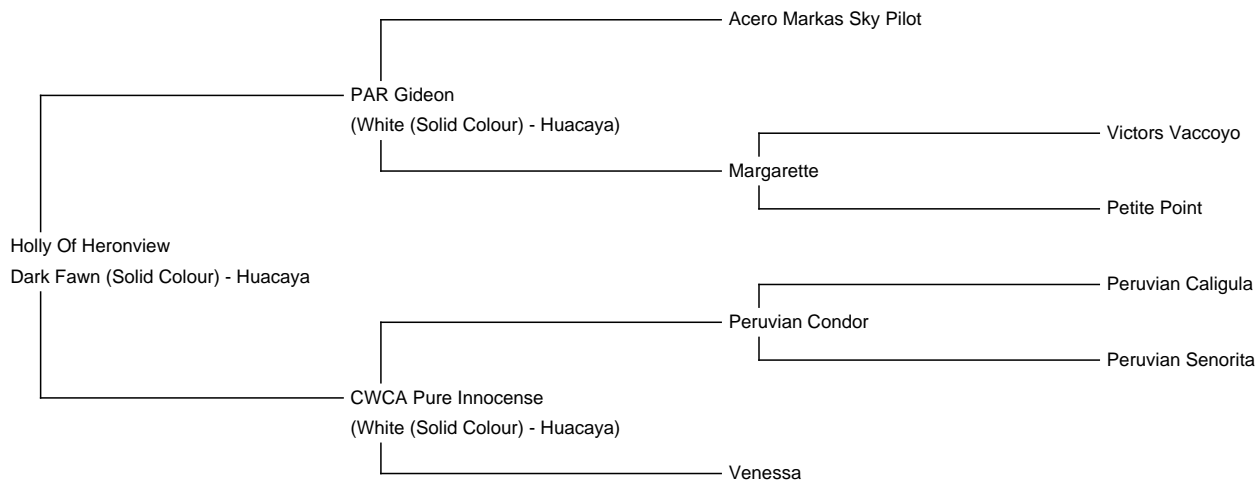 Acero Markas Sky Pilot
PAR Gideon
(White (Solid Colour) - Huacaya)
Victors Vaccoyo
Margarette
Petite Point
Holly Of Heronview
Dark Fawn (Solid Colour) - Huacaya
Peruvian Caligula
Peruvian Condor
Peruvian Senorita
CWCA Pure Innocense
(White (Solid Colour) - Huacaya)
Venessa